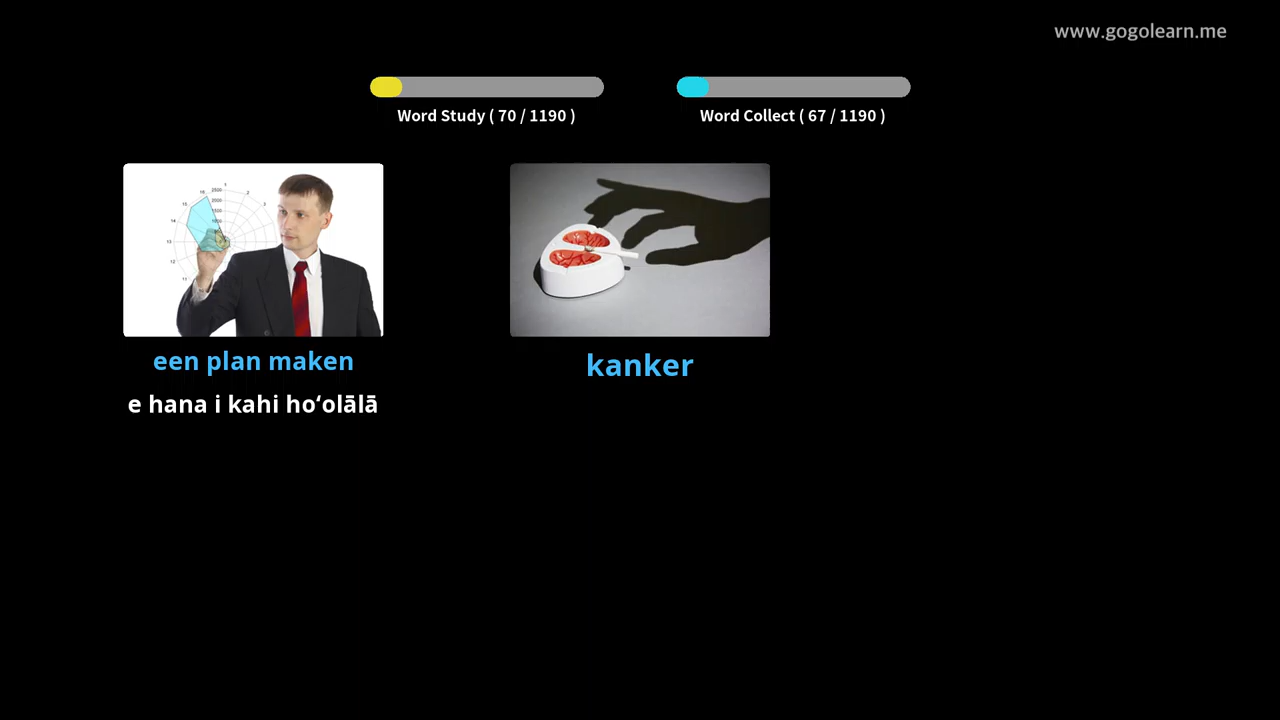 www.gogolearn.me
Word Study ( 70 / 1190 )
Word Collect ( 67 / 1190 )
een plan maken
kanker
e hana i kahi hoʻolālā